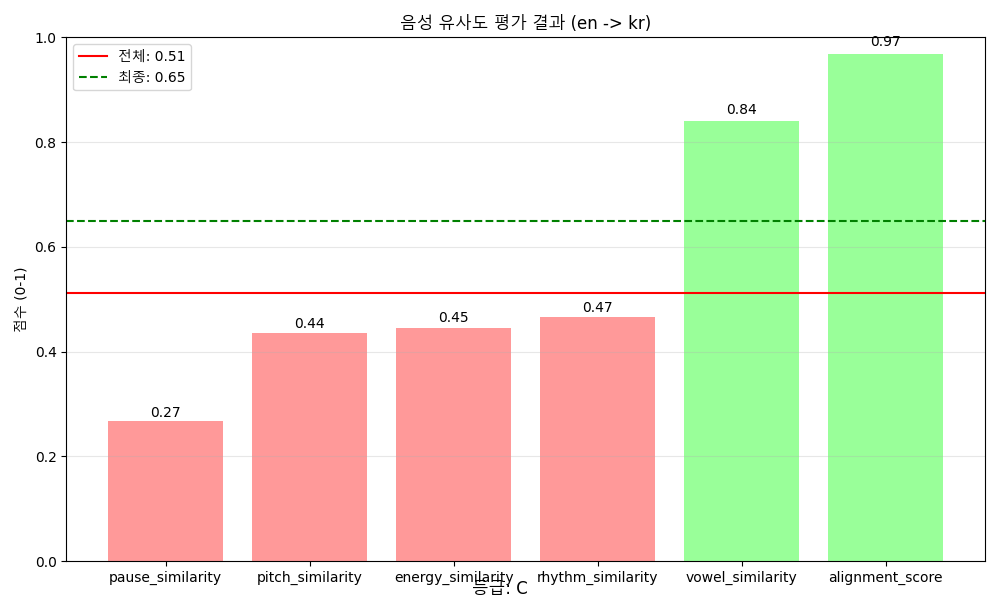 음성 유사도 평가 결과 (en -> kr)
전체: 0.51
최종: 0.65
점수 (0-1)
1.0
0.8
0.6
0.4
0.2
0.0
0.27
0.44
0.45
0.47
0.84
0.97
pause_similarity
pitch_similarity
energy_similarity
rhythm_similarity
vowel_similarity
alignment_score
등급: C